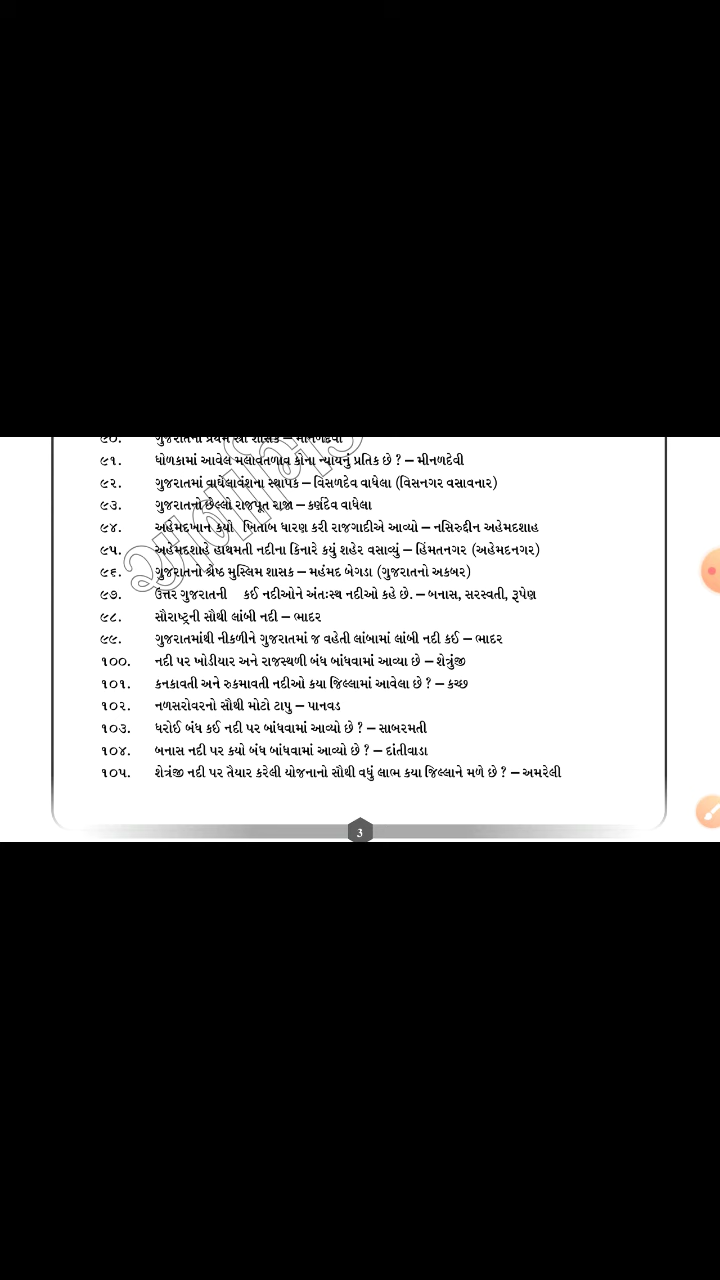 ૯૦. ગુજરાતની પ્રથમ સ્ત્રી શાસક – મીનળદેવી
૯૧. ધોળકામાં આવેલ મલાવતળાવ કોના ન્યાયનું પ્રતિક છે ? – મીનળદેવી
૯૨. ગુજરાતમાં વાઘેલાવંશના સ્થાપક – વિસળદેવ વાઘેલા (વિસનગર વસાવનાર)
૯૩. ગુજરાતનો છેલ્લો રાજપૂત રાજા – કર્ણદેવ વાઘેલા
૯૪. અહેમદખાને કયો ખિતાબ ધારણ કરી રાજગાદીએ આવ્યો – નસિરુદ્દીન અહેમદશાહ
૯૫. અહેમદશાહે હાથમતી નદીના કિનારે કયું શહેર વસાવ્યું – હિંમતનગર (અહેમદનગર)
૯૬. ગુજરાતનો શ્રેષ્ઠ મુસ્લિમ શાસક – મહંમદ બેગડા (ગુજરાતનો અકબર)
૯૭. ઉત્તર ગુજરાતની કઈ નદીઓને અંતઃસ્થ નદીઓ કહે છે. – બનાસ, સરસ્વતી, રૂપેણ
૯૮. સૌરાષ્ટ્રની સૌથી લાંબી નદી – ભાદર
૯૯. ગુજરાતમાંથી નીકળીને ગુજરાતમાં જ વહેતી લાંબામાં લાંબી નદી કઈ – ભાદર
૧૦૦. નદી પર ખોડીયાર અને રાજસ્થળી બંધ બાંધવામાં આવ્યા છે – શેત્રુંજી
૧૦૧. કનકાવતી અને રુકમાવતી નદીઓ કયા જિલ્લામાં આવેલા છે ? – કચ્છ
૧૦૨. નળસરોવરનો સૌથી મોટો ટાપુ – પાનવડ
૧૦૩. ધરોઈ બંધ કઈ નદી પર બાંધવામાં આવ્યો છે ? – સાબરમતી
૧૦૪. બનાસ નદી પર કયો બંધ બાંધવામાં આવ્યો છે ? – દાંતીવાડા
૧૦૫. શેત્રંજી નદી પર તૈયાર કરેલી યોજનાનો સૌથી વધું લાભ કયા જિલ્લાને મળે છે ? – અમરેલી
3